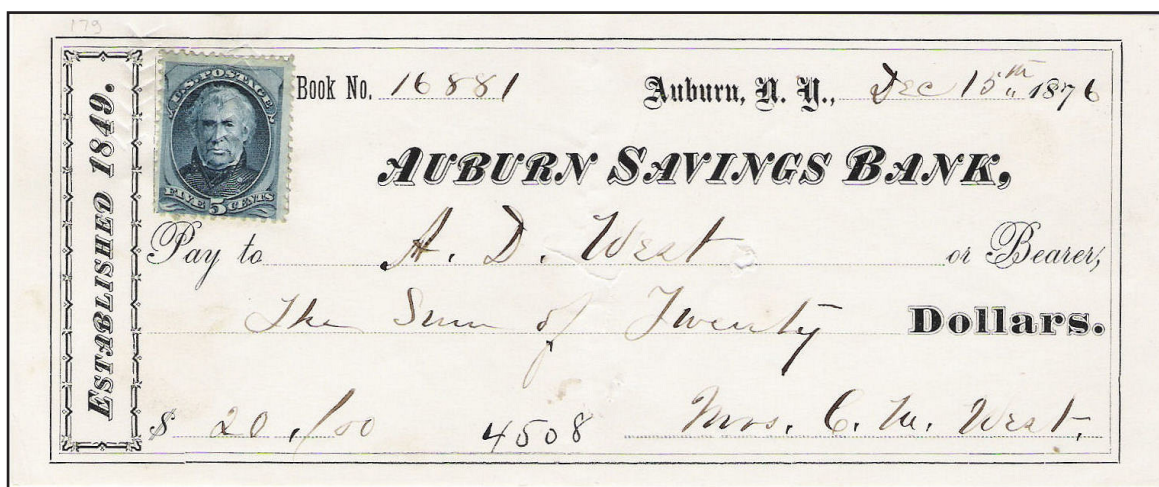 179
ESTABLISHED 1849.
U.S. POSTAGE
FIVE 5 CENTS
Book No. 16881 Auburn, N. Y., Dec 15th 1876
AUBURN SAVINGS BANK,
Pay to A. D. West or Bearer,
The Sum of Twenty Dollars.
$ 20./00 4508 Mrs. C. M. West.